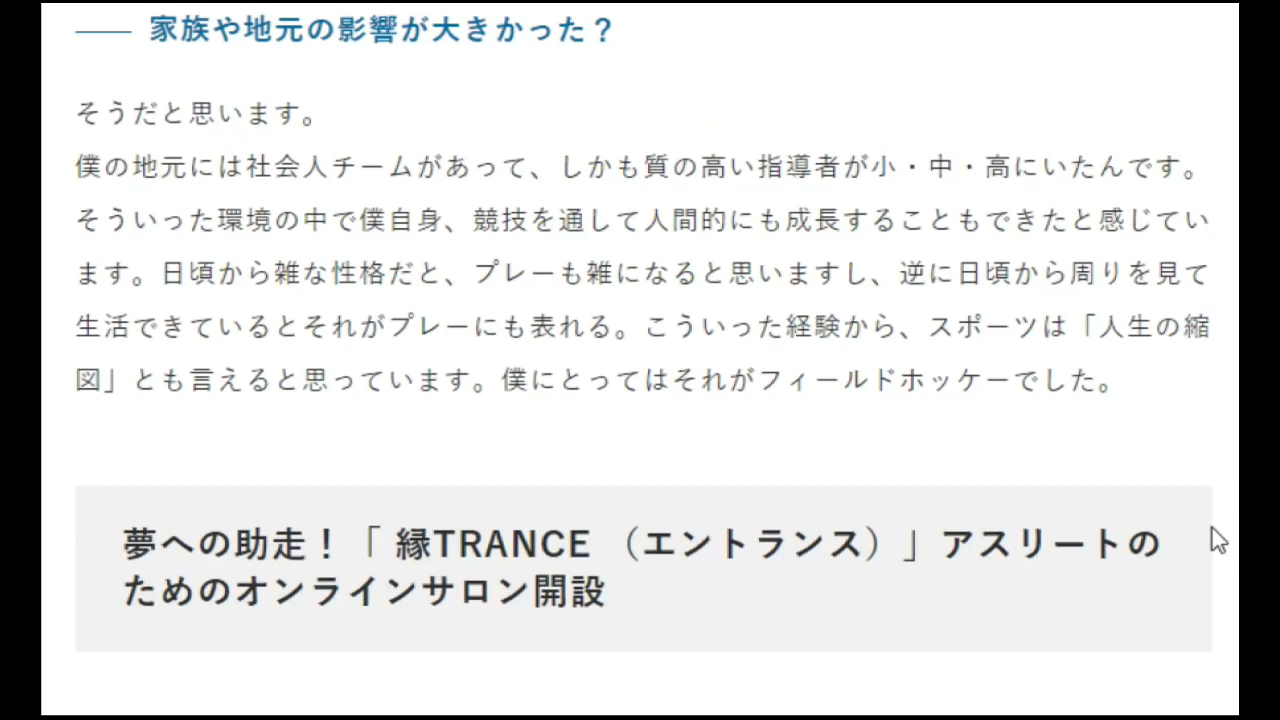 ―― 家族や地元の影響が大きかった？
そうだと思います。
僕の地元には社会人チームがあって、しかも質の高い指導者が小・中・高にいたんです。
そういった環境の中で僕自身、競技を通して人間的にも成長することもできたと感じてい
ます。日頃から雑な性格だと、プレーも雑になると思いますし、逆に日頃から周りを見て
生活できているとそれがプレーにも表れる。こういった経験から、スポーツは「人生の縮
図」とも言えると思っています。僕にとってはそれがフィールドホッケーでした。
夢への助走！「 縁TRANCE （エントランス）」アスリートの
ためのオンラインサロン開設